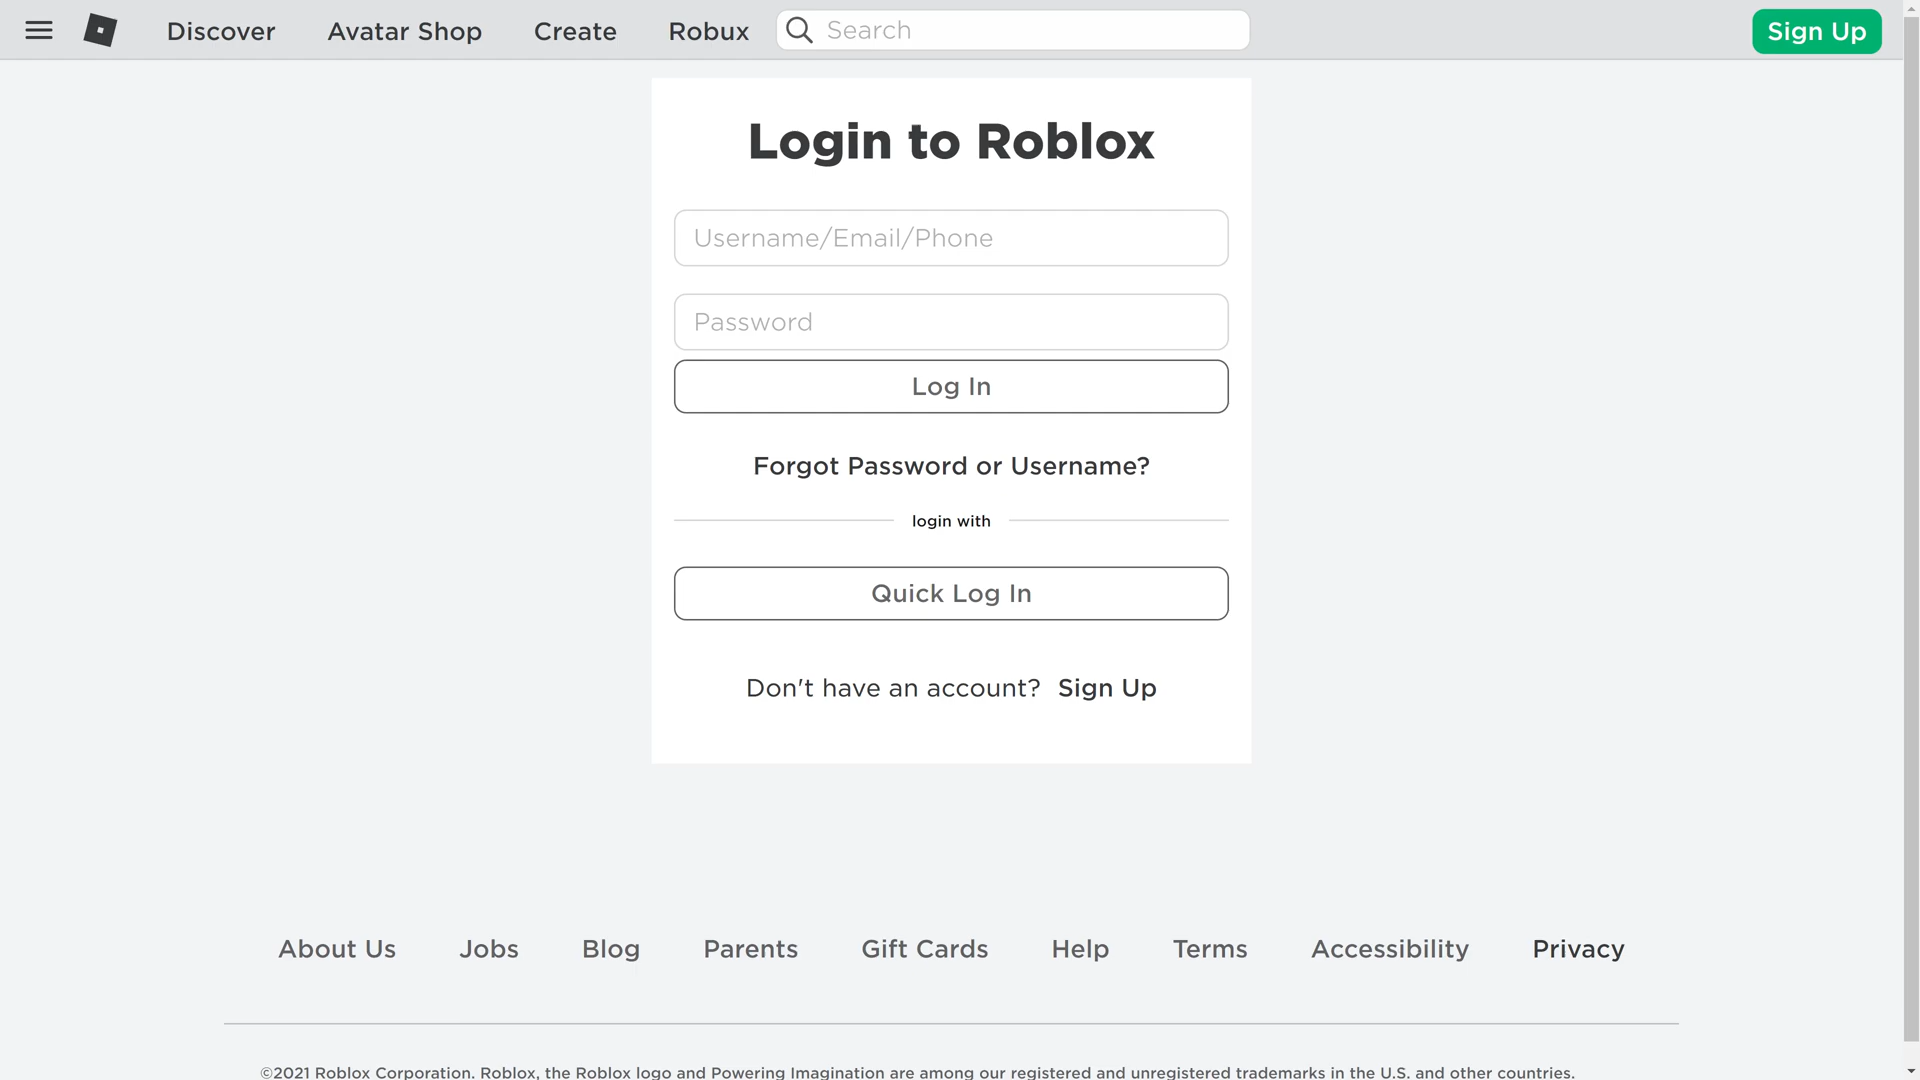 Discover Avatar Shop Create Robux Search Sign Up
Login to Roblox
Username/Email/Phone
Password
Log In
Forgot Password or Username?
login with
Quick Log In
Don't have an account? Sign Up
About Us Jobs Blog Parents Gift Cards Help Terms Accessibility Privacy
©2021 Roblox Corporation. Roblox, the Roblox logo and Powering Imagination are among our registered and unregistered trademarks in the U.S. and other countries.